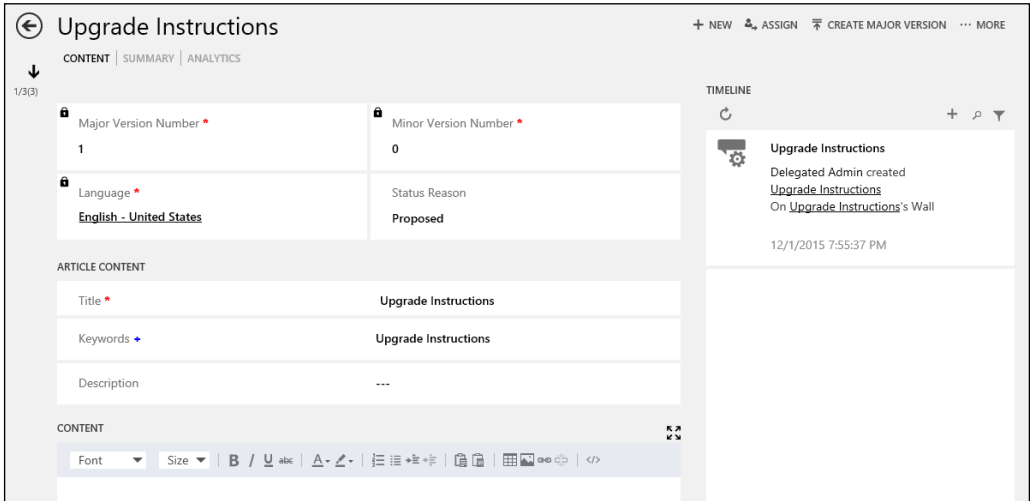 Upgrade Instructions
+ NEW ASSIGN CREATE MAJOR VERSION ··· MORE
CONTENT | SUMMARY | ANALYTICS
1/3(3)
Major Version Number *
1
Minor Version Number *
0
Language *
English - United States
Status Reason
Proposed
ARTICLE CONTENT
Title * Upgrade Instructions
Keywords + Upgrade Instructions
Description ---
CONTENT
Font Size B I U abc A </>
TIMELINE
Upgrade Instructions
Delegated Admin created
Upgrade Instructions
On Upgrade Instructions's Wall
12/1/2015 7:55:37 PM